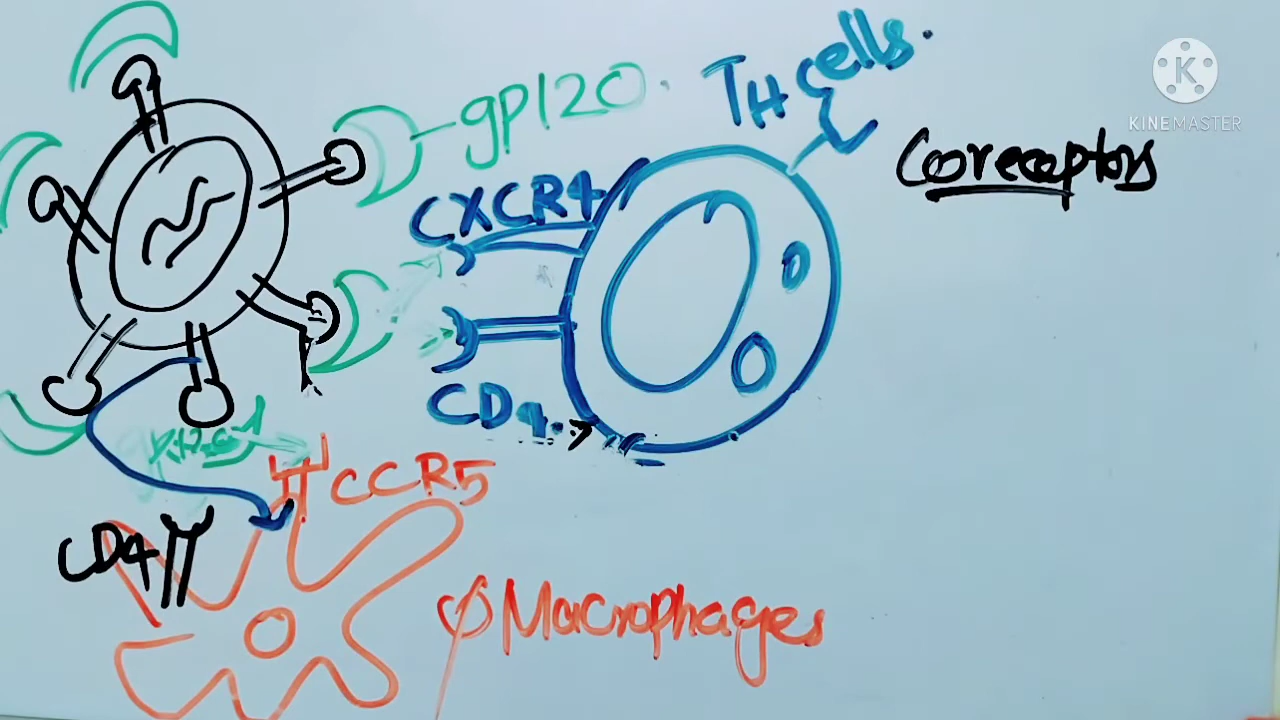 TH cells.
gp120
Coreceptors
CXCR4
CD4.
CCR5
CD4
φ Macrophages
K
KINEMASTER